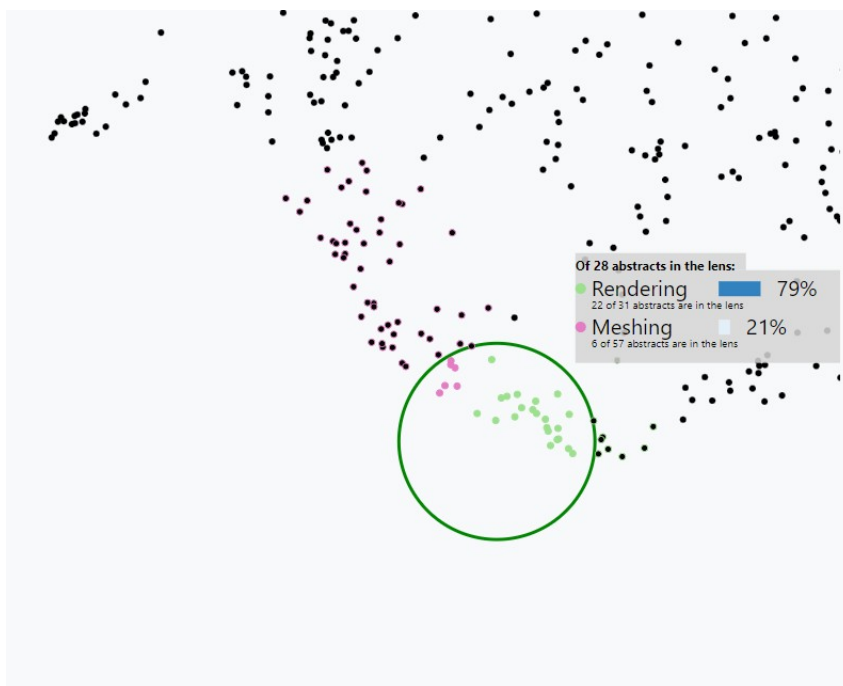 Of 28 abstracts in the lens:
Rendering 79%
22 of 31 abstracts are in the lens
Meshing 21%
6 of 57 abstracts are in the lens